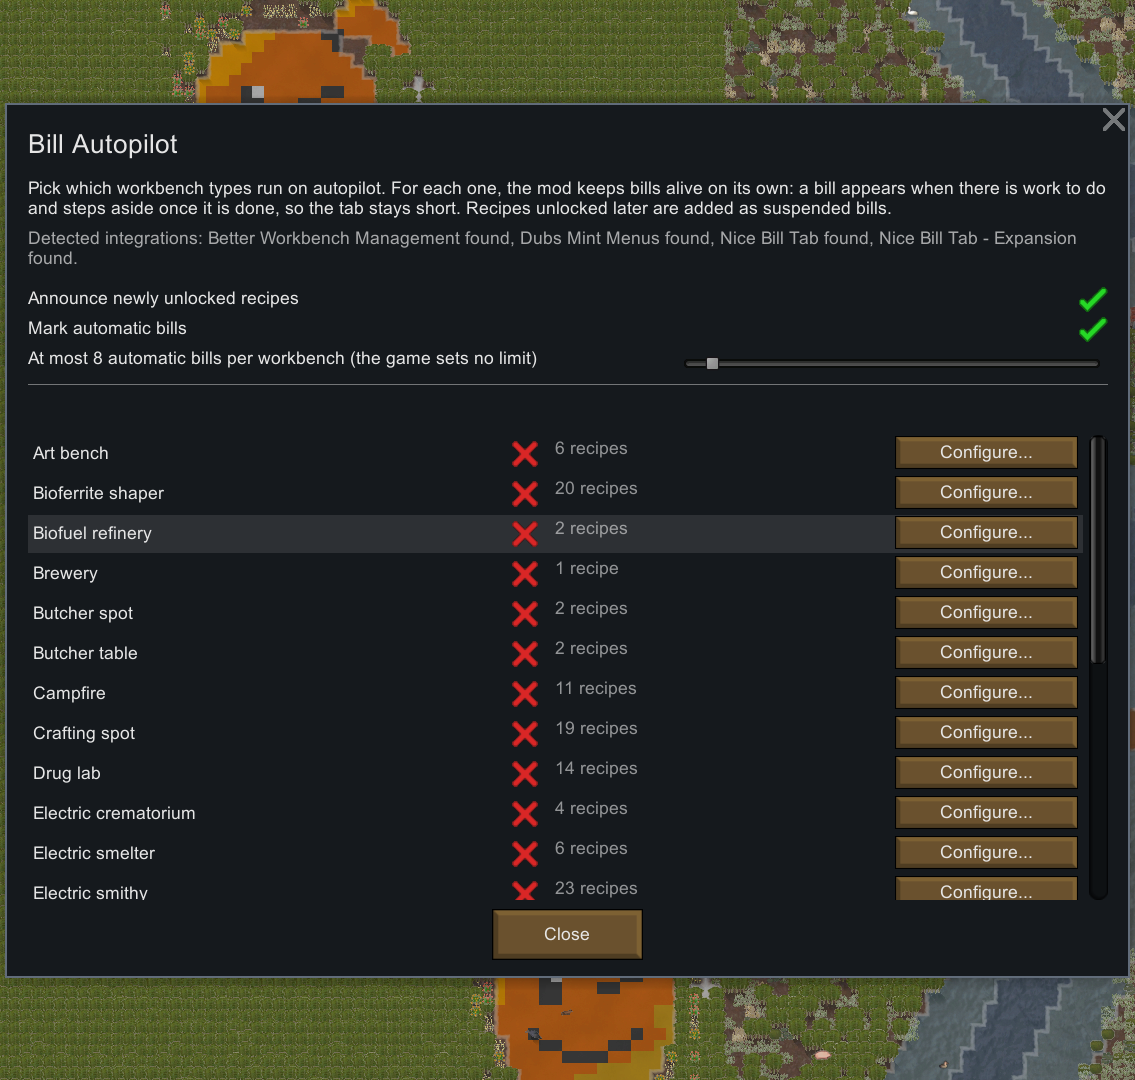 Bill Autopilot
Pick which workbench types run on autopilot. For each one, the mod keeps bills alive on its own: a bill appears when there is work to do
and steps aside once it is done, so the tab stays short. Recipes unlocked later are added as suspended bills.
Detected integrations: Better Workbench Management found, Dubs Mint Menus found, Nice Bill Tab found, Nice Bill Tab - Expansion
found.
Announce newly unlocked recipes
Mark automatic bills
At most 8 automatic bills per workbench (the game sets no limit)
Art bench 6 recipes Configure...
Bioferrite shaper 20 recipes Configure...
Biofuel refinery 2 recipes Configure...
Brewery 1 recipe Configure...
Butcher spot 2 recipes Configure...
Butcher table 2 recipes Configure...
Campfire 11 recipes Configure...
Crafting spot 19 recipes Configure...
Drug lab 14 recipes Configure...
Electric crematorium 4 recipes Configure...
Electric smelter 6 recipes Configure...
Electric smithy 23 recipes Configure...
Close